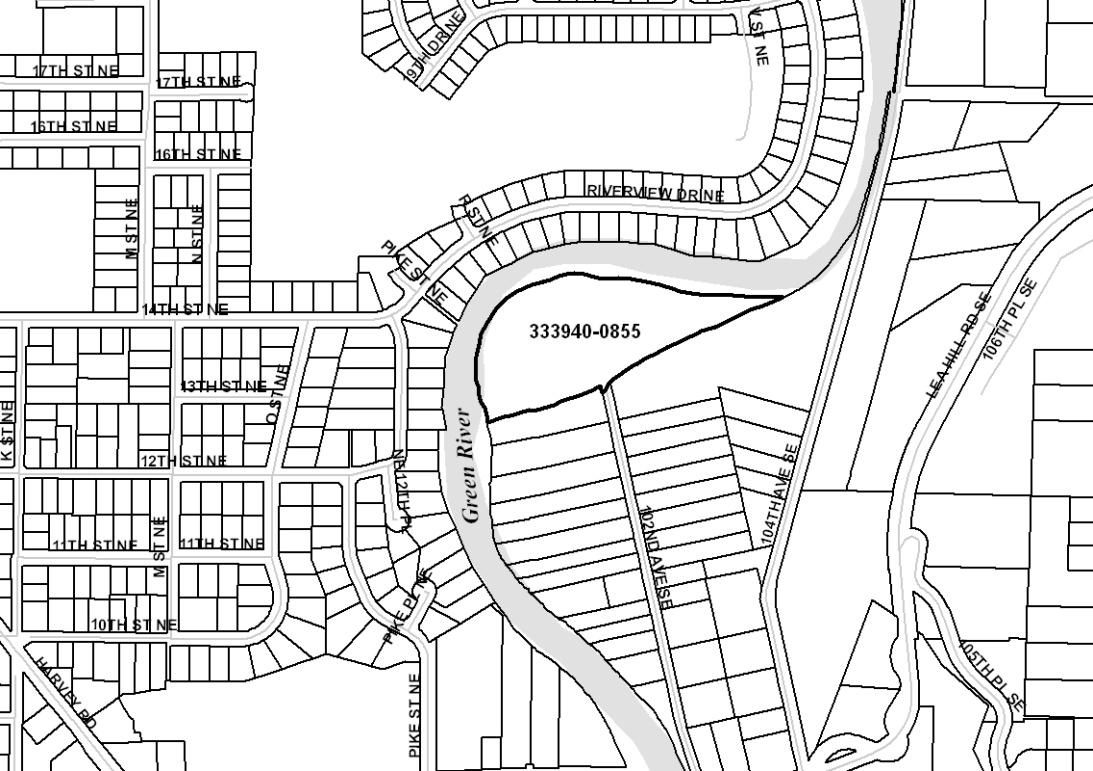 19TH DRIVE
V ST NE
17TH ST NE
17TH ST NE
16TH ST NE
16TH ST NE
RIVERVIEW DR NE
R ST NE
M ST NE
N ST NE
PIKE ST NE
14TH ST NE
333940-0855
LEA HILL RD SE
106TH PL SE
13TH ST NE
O ST NE
K ST NE
Green River
12TH ST NE
NE 12TH PL
104TH AVE SE
102ND AVE SE
11TH ST NE
M ST NE
11TH ST NE
PIKE PL NE
10TH ST NE
HARVEY RD
105TH PL SE
PIKE ST NE